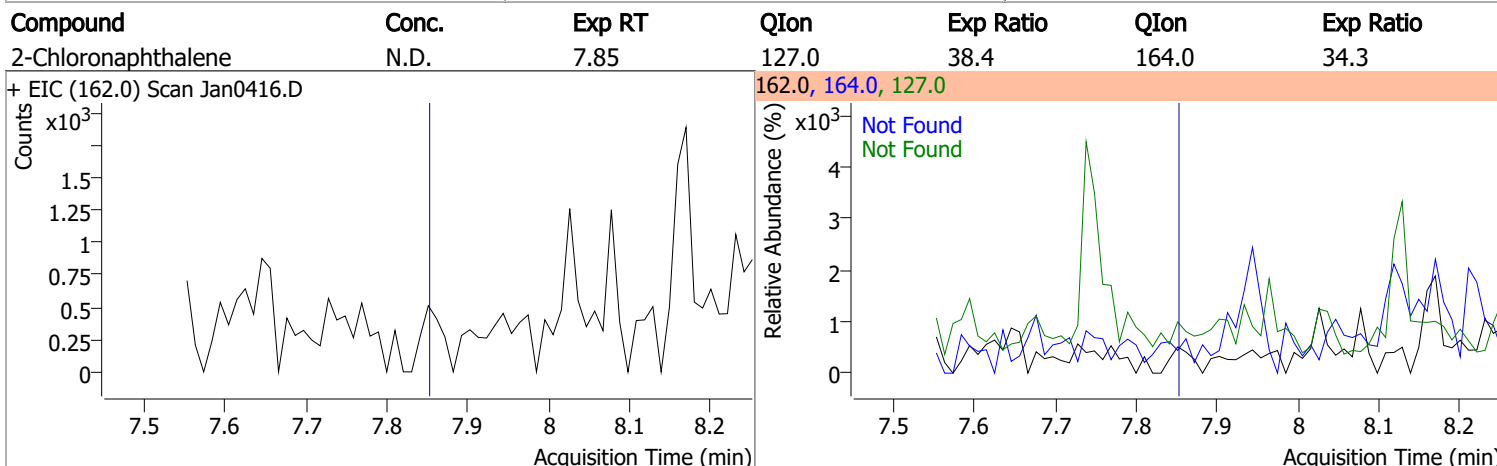 Compound Conc. Exp RT QIon Exp Ratio QIon Exp Ratio
2-Chloronaphthalene N.D. 7.85 127.0 38.4 164.0 34.3
+ EIC (162.0) Scan Jan0416.D
Counts
x10³
1.5
1.25
1
0.75
0.5
0.25
0
7.5 7.6 7.7 7.8 7.9 8 8.1 8.2
Acquisition Time (min)
162.0, 164.0, 127.0
Relative Abundance (%)
x10³
Not Found
Not Found
4
3
2
1
0
7.5 7.6 7.7 7.8 7.9 8 8.1 8.2
Acquisition Time (min)